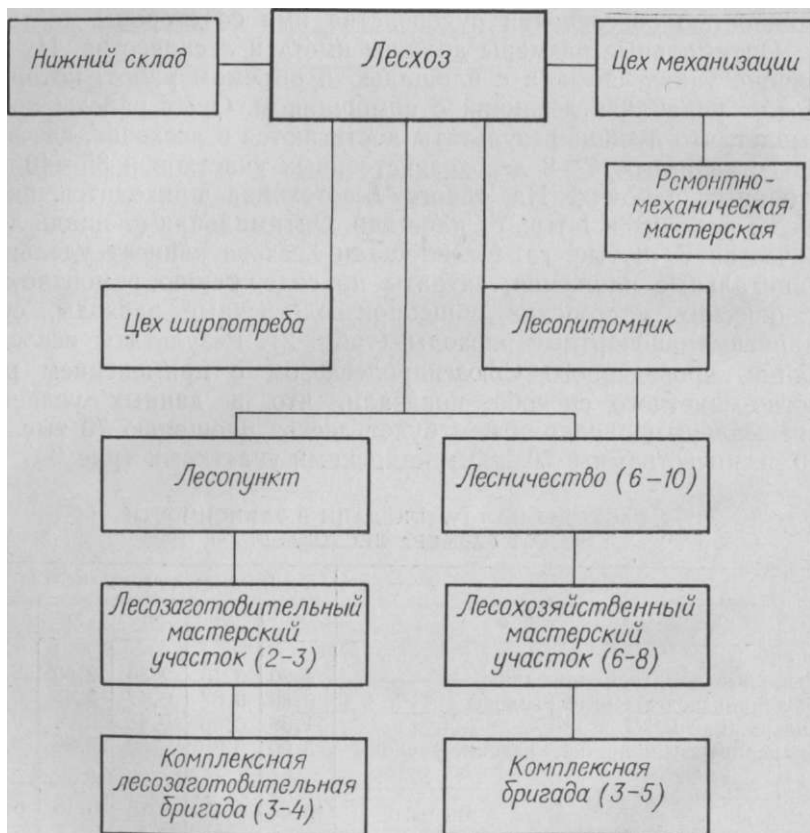 Нижний склад
Лесхоз
Цех механизации
Ремонтно-
механическая
мастерская
Цех ширпотреба
Лесопитомник
Лесопункт
Лесничество (6–10)
Лесозаготовительный
мастерский
участок (2–3)
Лесохозяйственный
мастерский
участок (6–8)
Комплексная
лесозаготовительная
бригада (3–4)
Комплексная
бригада (3–5)